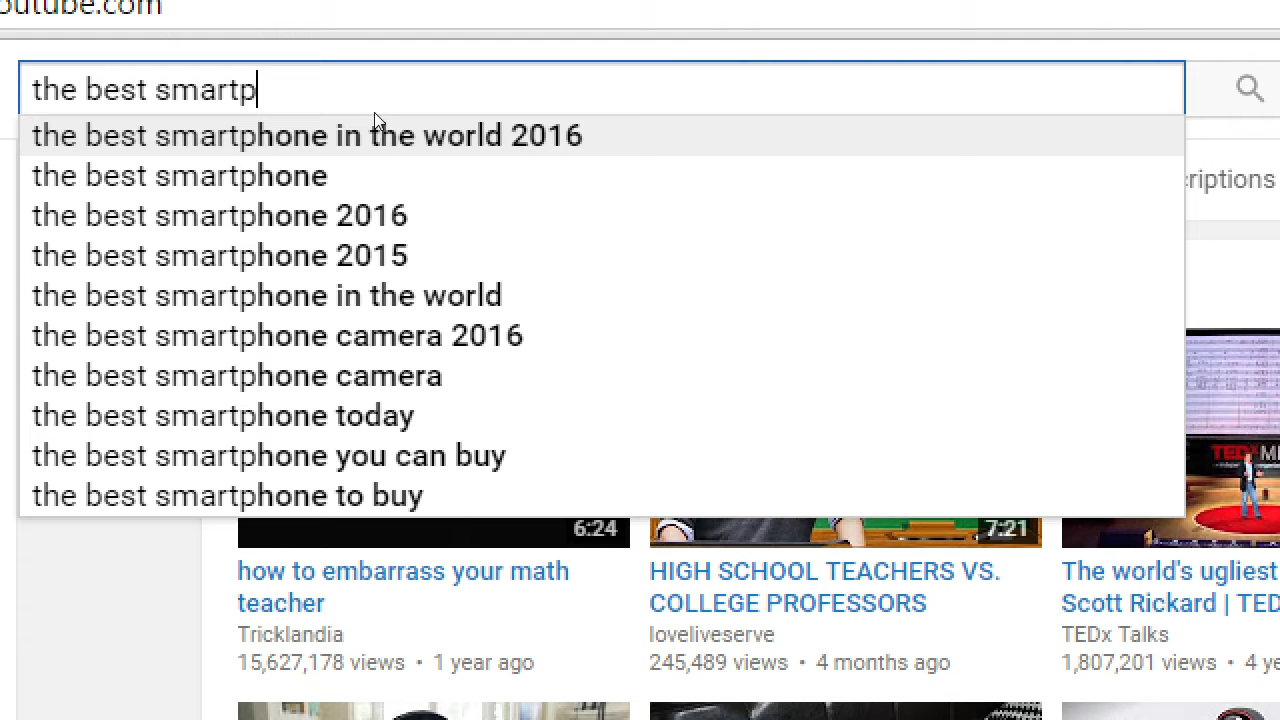 outube.com
the best smartp
the best smartphone in the world 2016
the best smartphone
criptions
the best smartphone 2016
the best smartphone 2015
the best smartphone in the world
the best smartphone camera 2016
the best smartphone camera
the best smartphone today
the best smartphone you can buy
TEDxMI
the best smartphone to buy
6:24
7:21
how to embarrass your math
teacher
Tricklandia
15,627,178 views • 1 year ago
HIGH SCHOOL TEACHERS VS.
COLLEGE PROFESSORS
loveliveserve
245,489 views • 4 months ago
The world's ugliest
Scott Rickard | TED
TEDx Talks
1,807,201 views • 4 ye